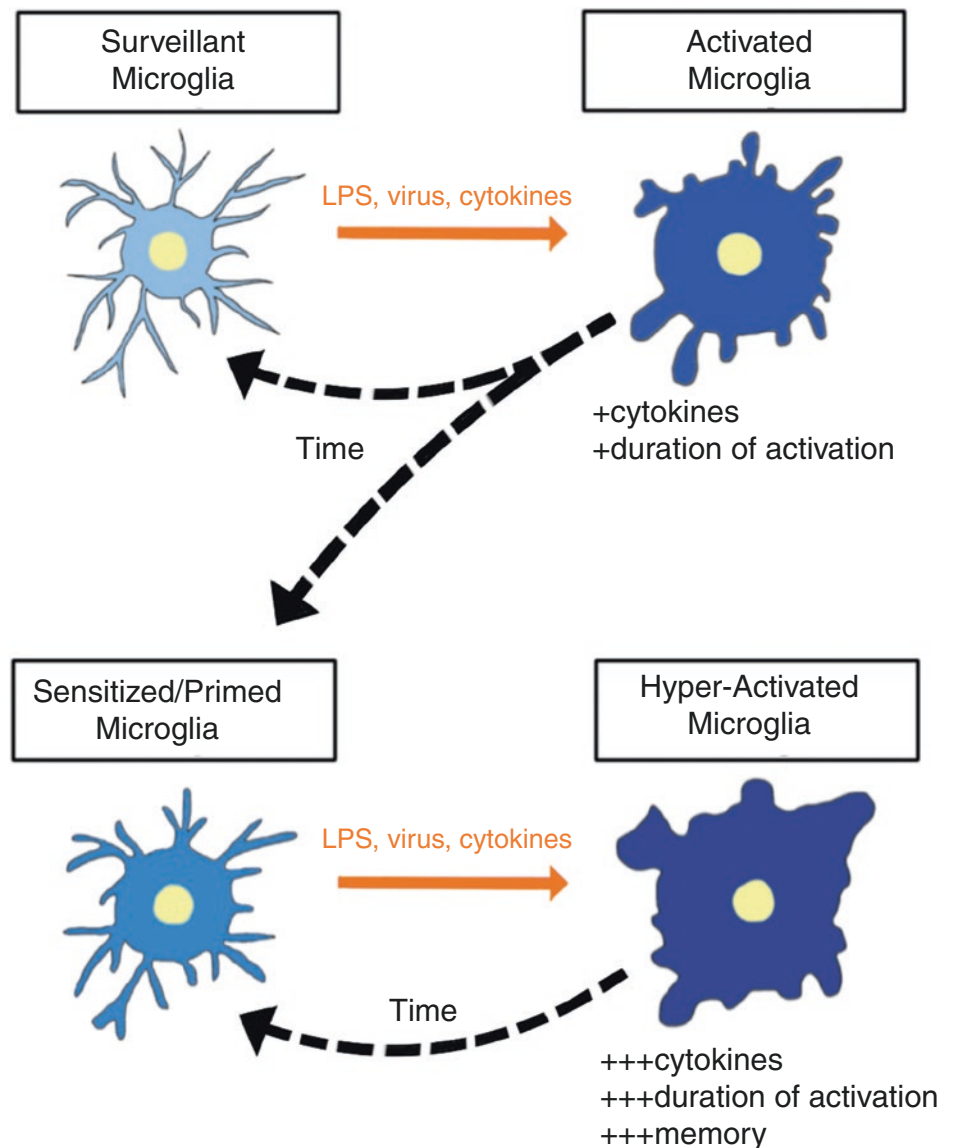 Surveillant
Microglia
Activated
Microglia
LPS, virus, cytokines
+cytokines
+duration of activation
Time
Sensitized/Primed
Microglia
Hyper-Activated
Microglia
LPS, virus, cytokines
Time
+++cytokines
+++duration of activation
+++memory